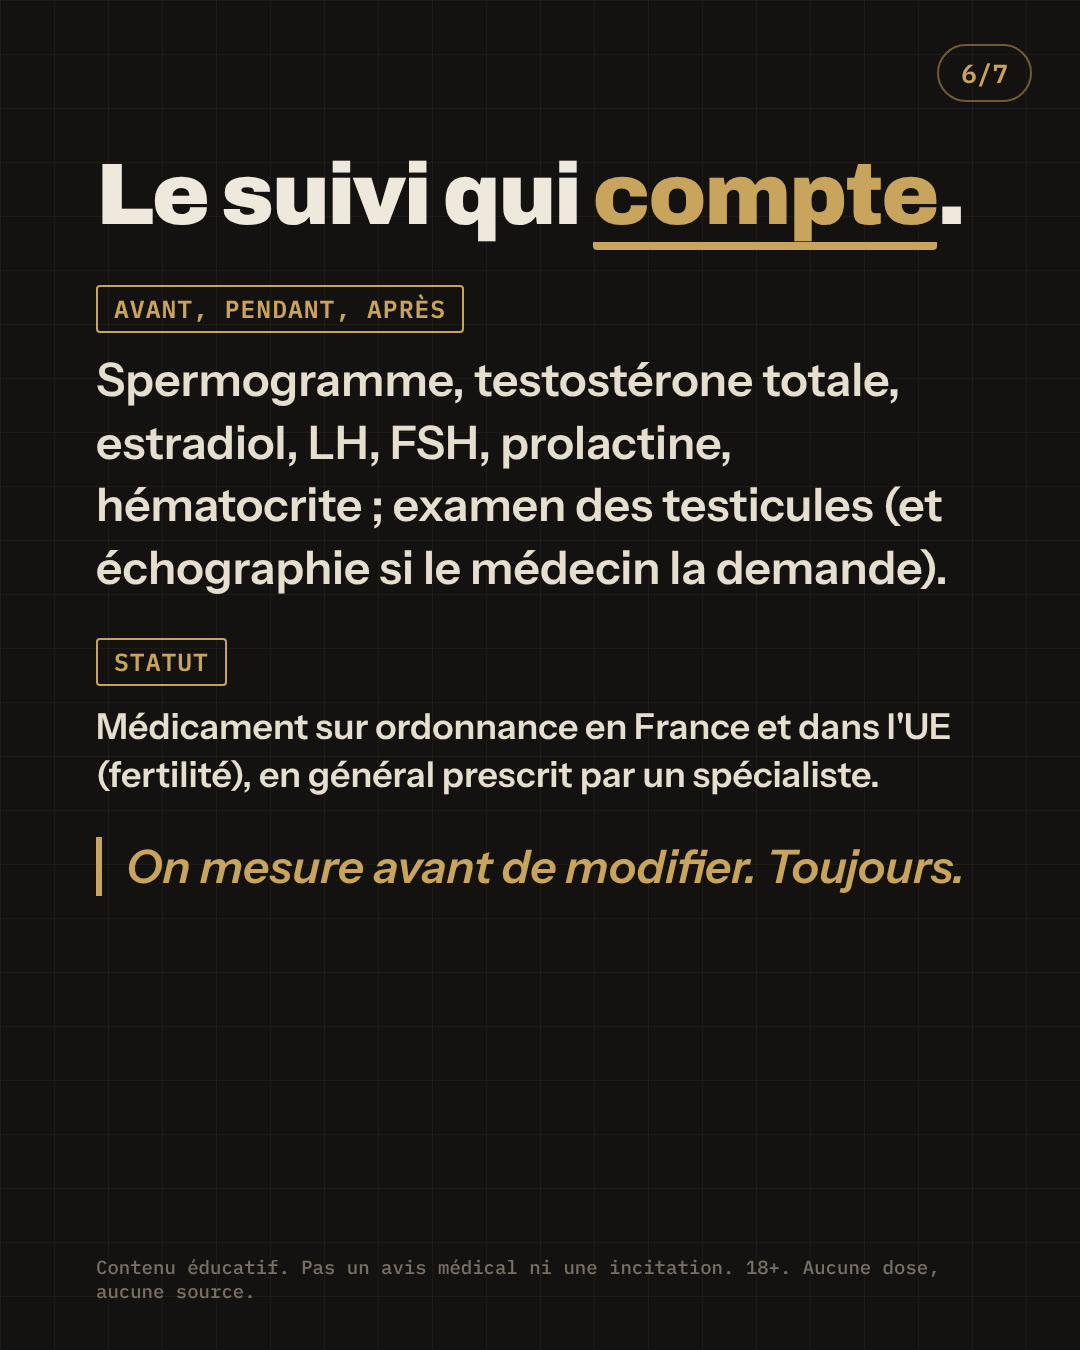 6/7
Le suivi qui compte.
AVANT, PENDANT, APRÈS
Spermogramme, testostérone totale,
estradiol, LH, FSH, prolactine,
hématocrite ; examen des testicules (et
échographie si le médecin la demande).
STATUT
Médicament sur ordonnance en France et dans l'UE
(fertilité), en général prescrit par un spécialiste.
On mesure avant de modifier. Toujours.
Contenu éducatif. Pas un avis médical ni une incitation. 18+. Aucune dose,
aucune source.